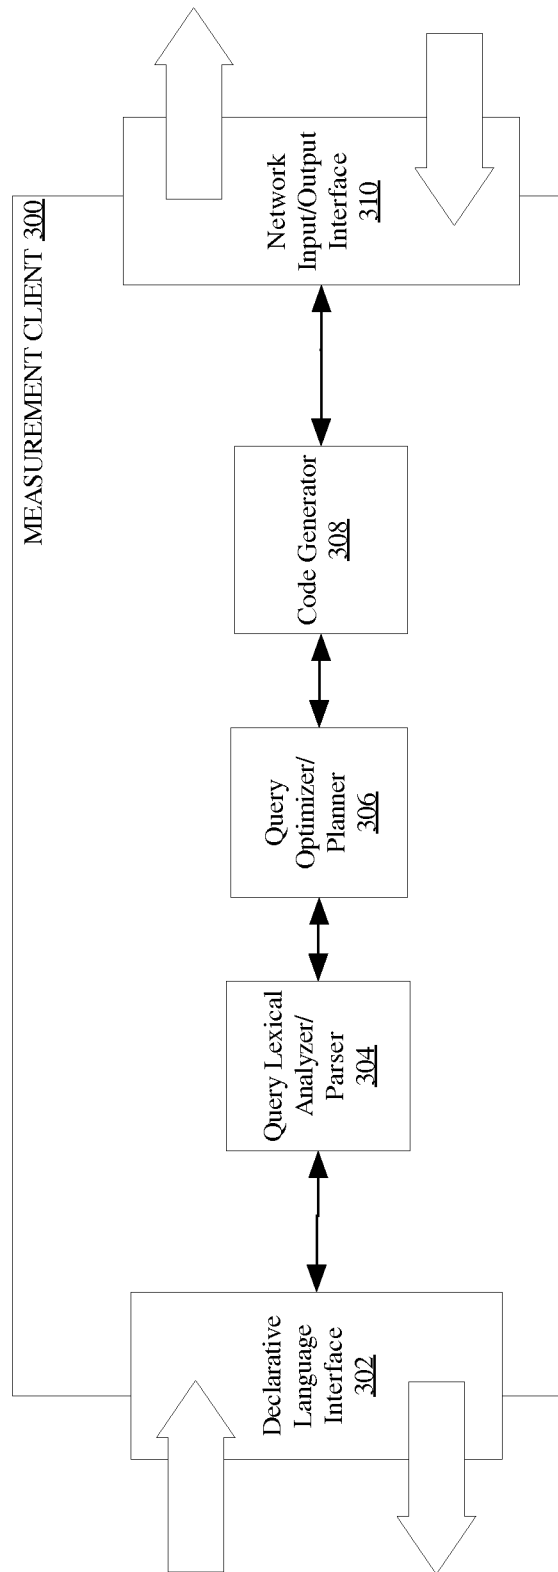 MEASUREMENT CLIENT 300
Declarative
Language
Interface
302
Query Lexical
Analyzer/
Parser
304
Query
Optimizer/
Planner
306
Code Generator
308
Network
Input/Output
Interface
310